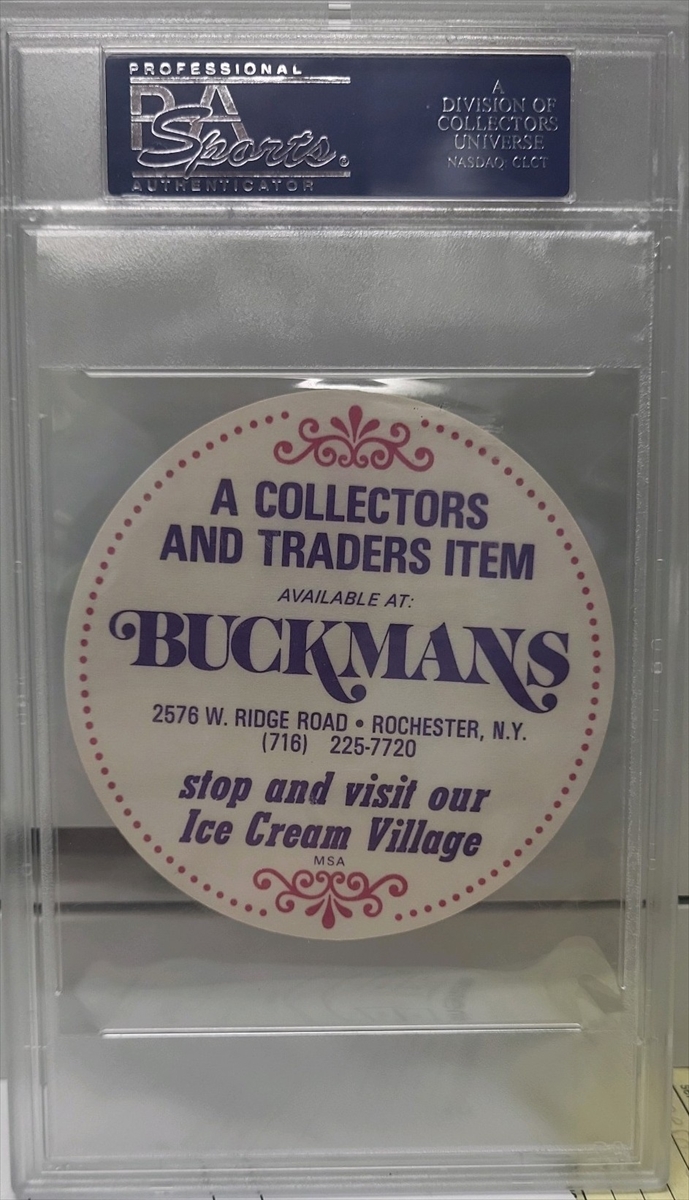 PROFESSIONAL
PSA
Sports®
AUTHENTICATOR
A
DIVISION OF
COLLECTORS
UNIVERSE
NASDAQ: CLCT
A COLLECTORS
AND TRADERS ITEM
AVAILABLE AT:
BUCKMANS
2576 W. RIDGE ROAD • ROCHESTER, N.Y.
(716) 225-7720
stop and visit our
Ice Cream Village
MSA